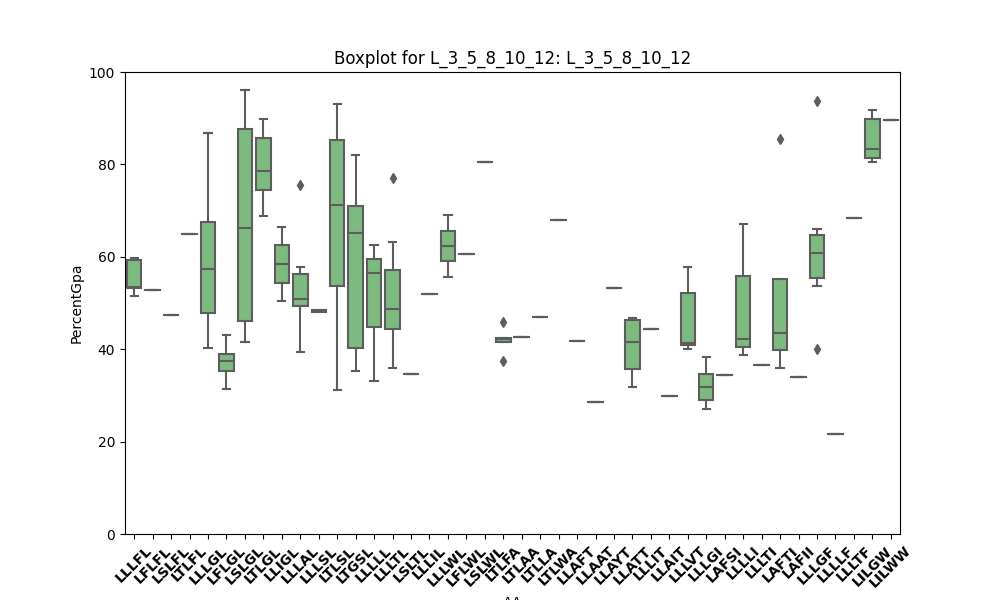 Boxplot for L_3_5_8_10_12: L_3_5_8_10_12
PercentGpa
100
80
60
40
20
0
LLLFL
LFLFL
LSLFL
LTLFL
LLLGL
LFLGL
LSLGL
LTLGL
LLIGL
LLLAL
LLLSL
LTLSL
LTGSL
LLLLL
LLLTL
LSLTL
LLLIL
LLLWL
LFLWL
LSLWL
LTLFA
LTLAA
LTLLA
LTLWA
LLAFT
LLAAT
LLAYT
LLATT
LLLIT
LLAIT
LLLVT
LLLGI
LAFSI
LLLLI
LLLTI
LAFTI
LAFII
LLLGF
LLLLF
LLLTF
LILGW
LILWW